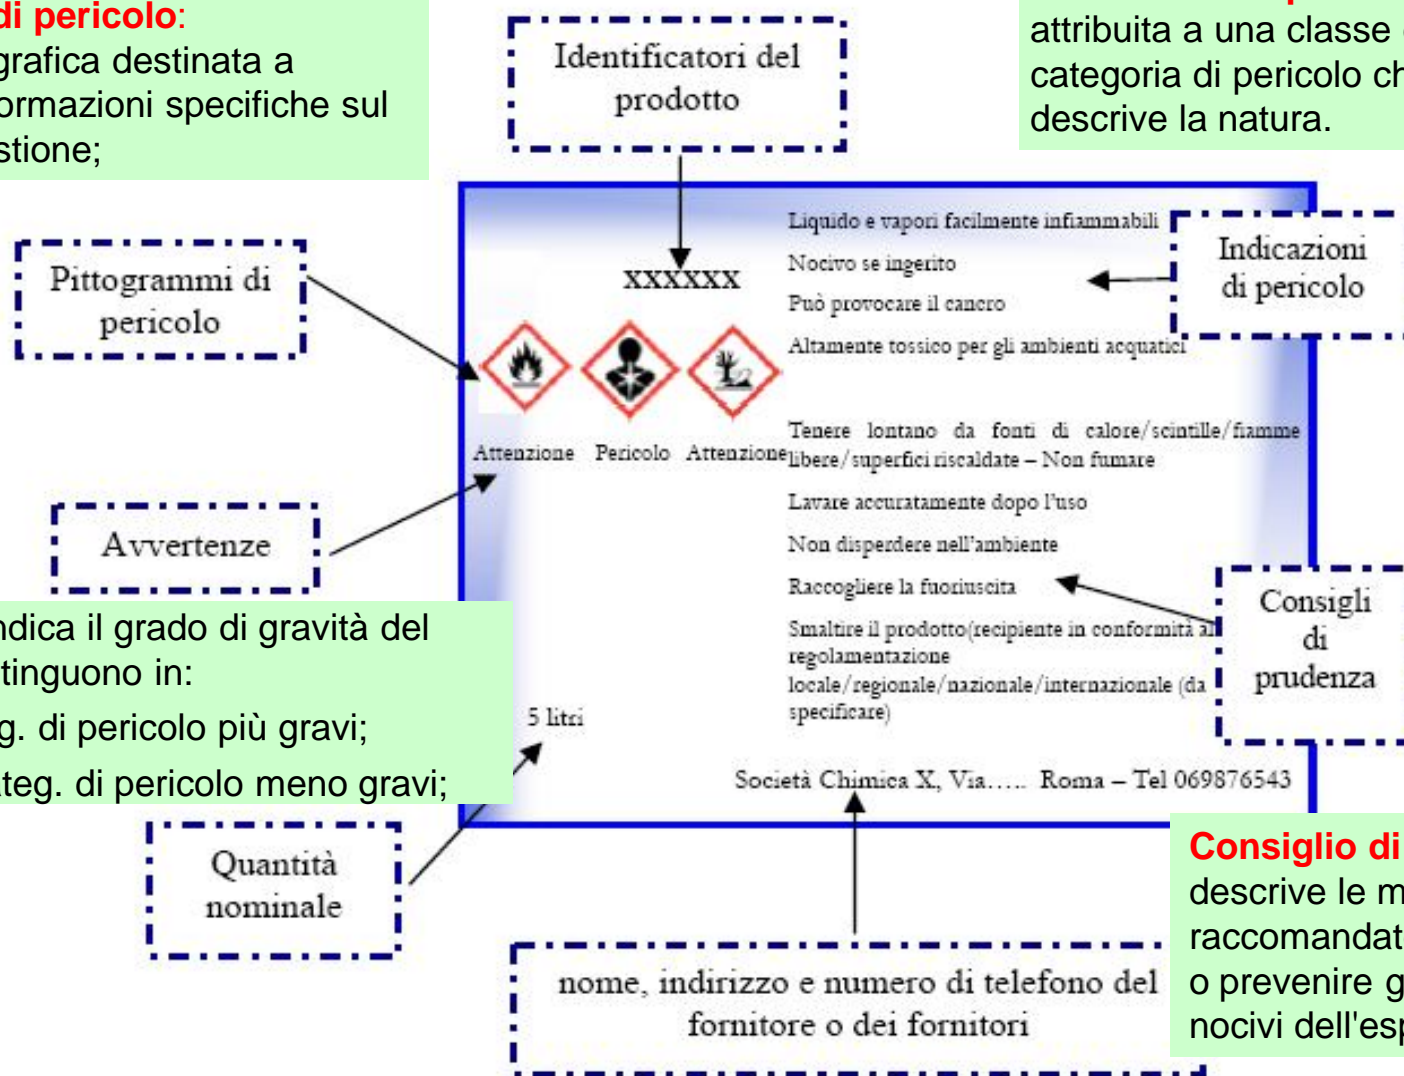 di pericolo:
grafica destinata a
ormazioni specifiche sul
stione;
Identificatori del
prodotto
attribuita a una classe
categoria di pericolo ch
descrive la natura.
Pittogrammi di
pericolo
XXXXXX
Liquido e vapori facilmente infiammabili
Nocivo se ingerito
Può provocare il cancro
Altamente tossico per gli ambienti acquatici
Indicazioni
di pericolo
Attenzione Pericolo Attenzione
Tenere lontano da fonti di calore/scintille/fiamme
libere/superfici riscaldate – Non fumare
Lavare accuratamente dopo l'uso
Non disperdere nell'ambiente
Raccogliere la fuoriuscita
Smaltire il prodotto(recipiente in conformità al
regolamentazione
locale/regionale/nazionale/internazionale (da
specificare)
Avvertenze
Consigli
di
prudenza
ndica il grado di gravità del
tinguono in:
g. di pericolo più gravi;
teg. di pericolo meno gravi;
5 litri
Società Chimica X, Via..... Roma – Tel 069876543
Quantità
nominale
nome, indirizzo e numero di telefono del
fornitore o dei fornitori
Consiglio di
descrive le m
raccomandat
o prevenire g
nocivi dell'esp